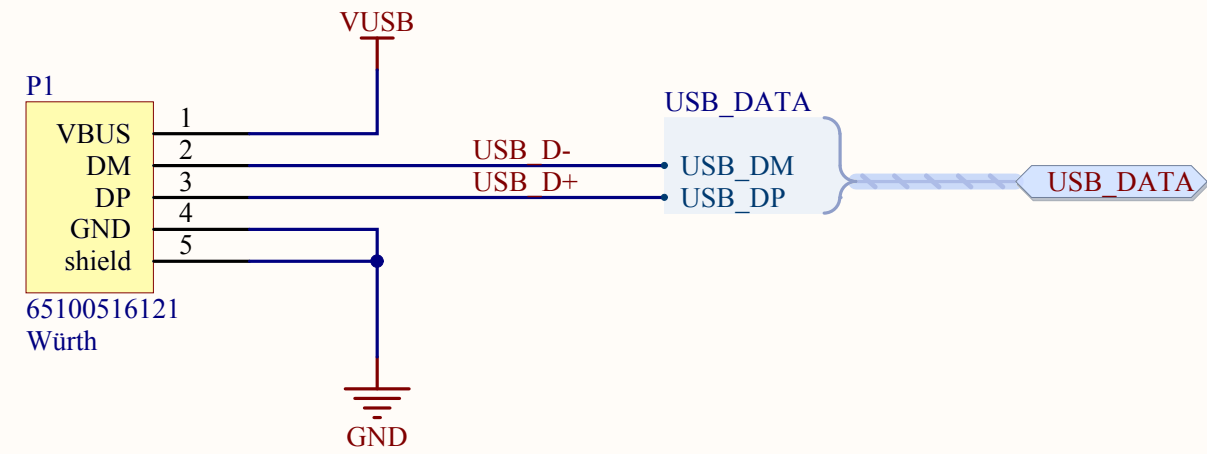 VUSB
P1
VBUS 1
DM 2
DP 3
GND 4
shield 5
65100516121
Würth
USB_D-
USB_D+
GND
USB_DATA
USB_DM
USB_DP
USB_DATA